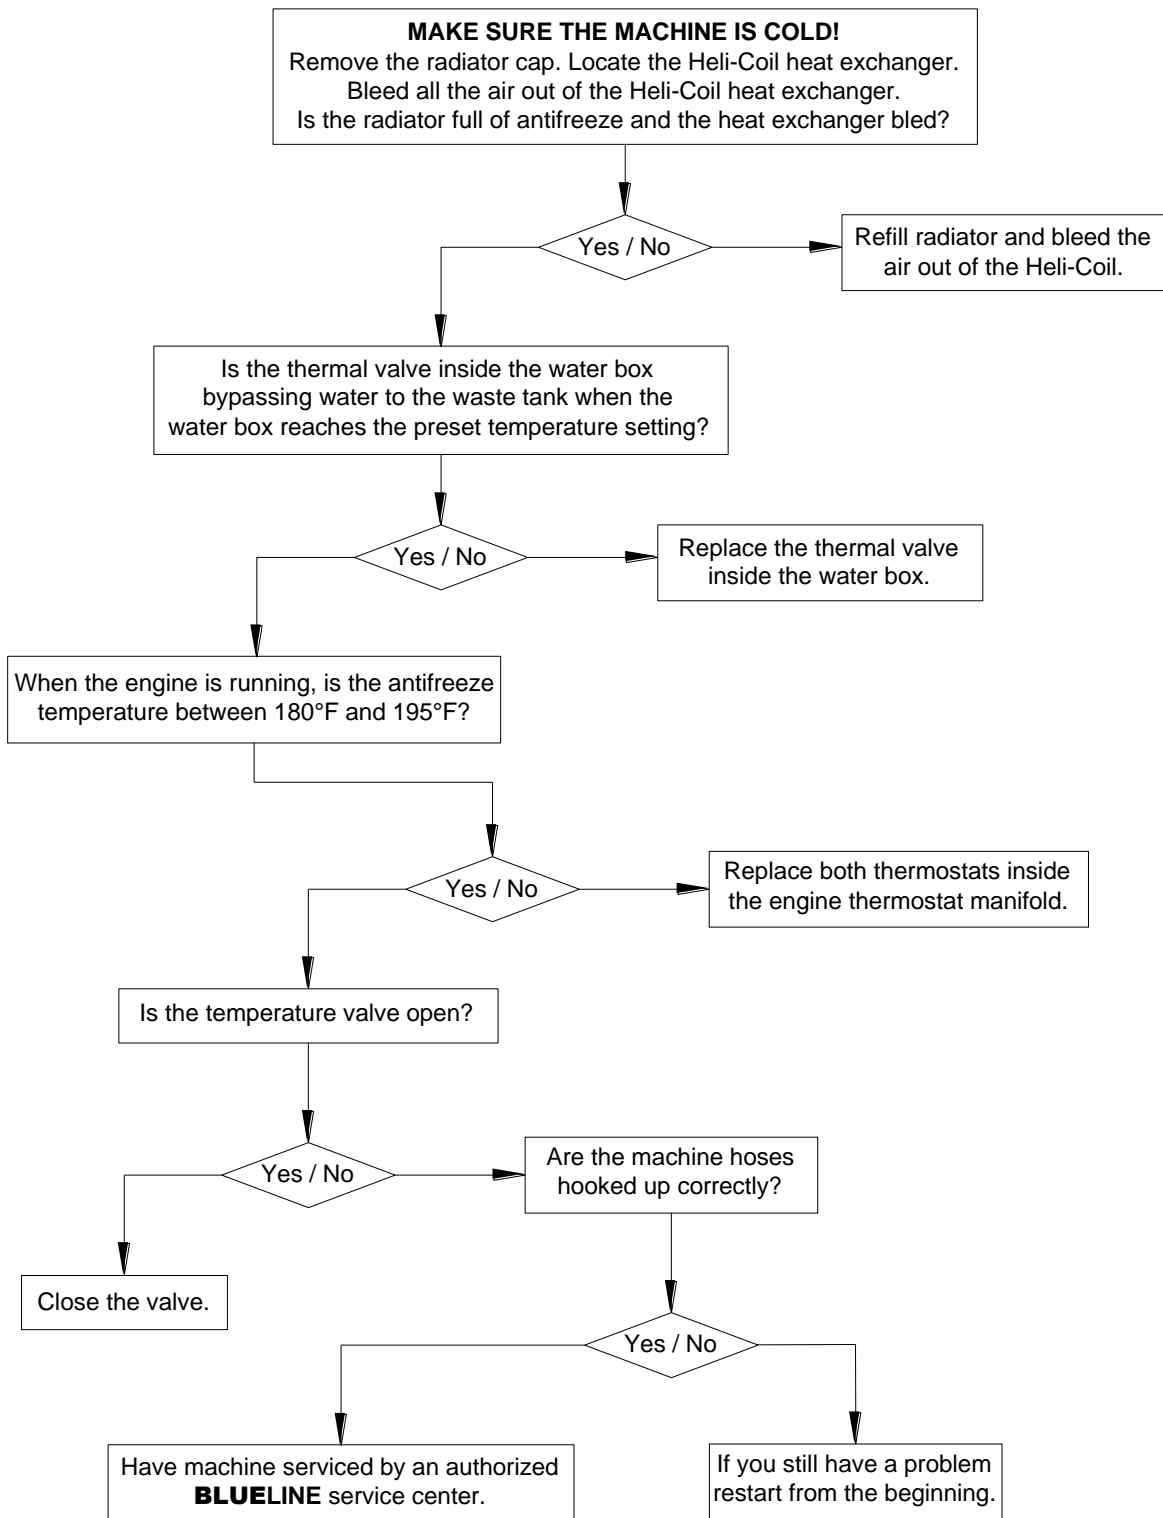 MAKE SURE THE MACHINE IS COLD!
Remove the radiator cap. Locate the Heli-Coil heat exchanger.
Bleed all the air out of the Heli-Coil heat exchanger.
Is the radiator full of antifreeze and the heat exchanger bled?
Yes / No
Refill radiator and bleed the
air out of the Heli-Coil.
Is the thermal valve inside the water box
bypassing water to the waste tank when the
water box reaches the preset temperature setting?
Yes / No
Replace the thermal valve
inside the water box.
When the engine is running, is the antifreeze
temperature between 180°F and 195°F?
Yes / No
Replace both thermostats inside
the engine thermostat manifold.
Is the temperature valve open?
Yes / No
Are the machine hoses
hooked up correctly?
Close the valve.
Yes / No
Have machine serviced by an authorized
BLUELINE service center.
If you still have a problem
restart from the beginning.